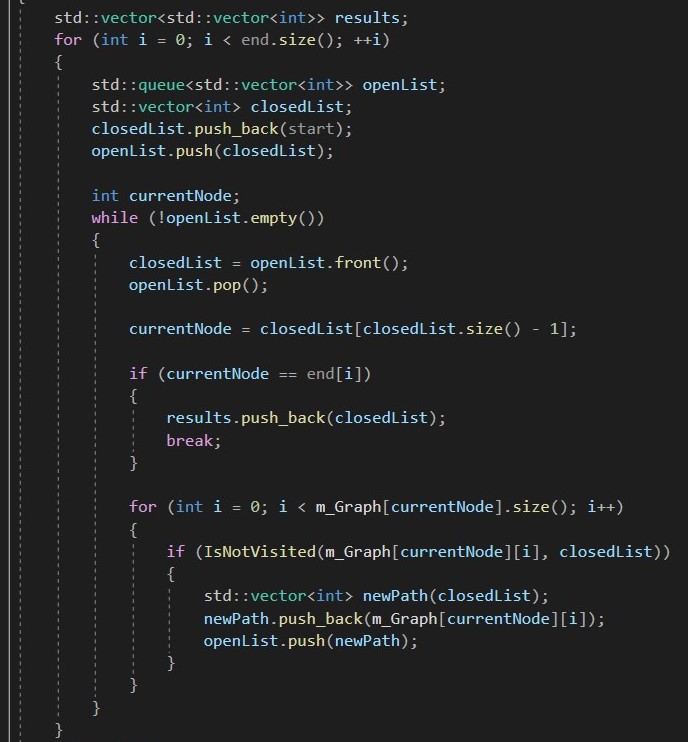 {
std::vector<std::vector<int>> results;
for (int i = 0; i < end.size(); ++i)
{
std::queue<std::vector<int>> openList;
std::vector<int> closedList;
closedList.push_back(start);
openList.push(closedList);
int currentNode;
while (!openList.empty())
{
closedList = openList.front();
openList.pop();
currentNode = closedList[closedList.size() - 1];
if (currentNode == end[i])
{
results.push_back(closedList);
break;
}
for (int i = 0; i < m_Graph[currentNode].size(); i++)
{
if (IsNotVisited(m_Graph[currentNode][i], closedList))
{
std::vector<int> newPath(closedList);
newPath.push_back(m_Graph[currentNode][i]);
openList.push(newPath);
}
}
}
}